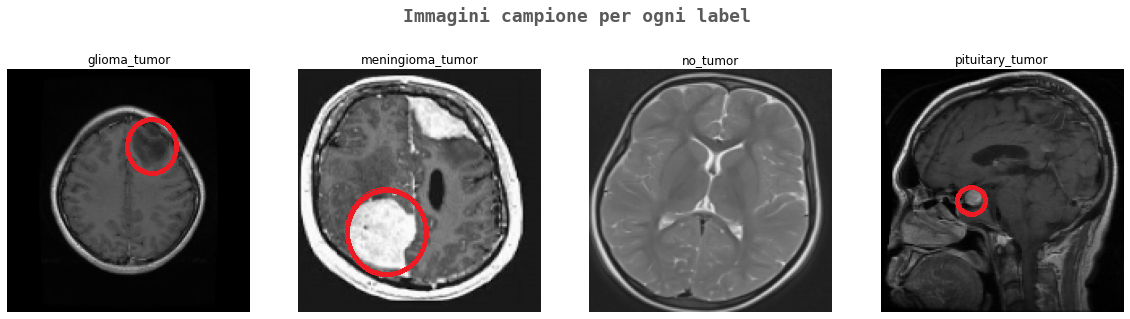 Immagini campione per ogni label
glioma_tumor
meningioma_tumor
no_tumor
pituitary_tumor